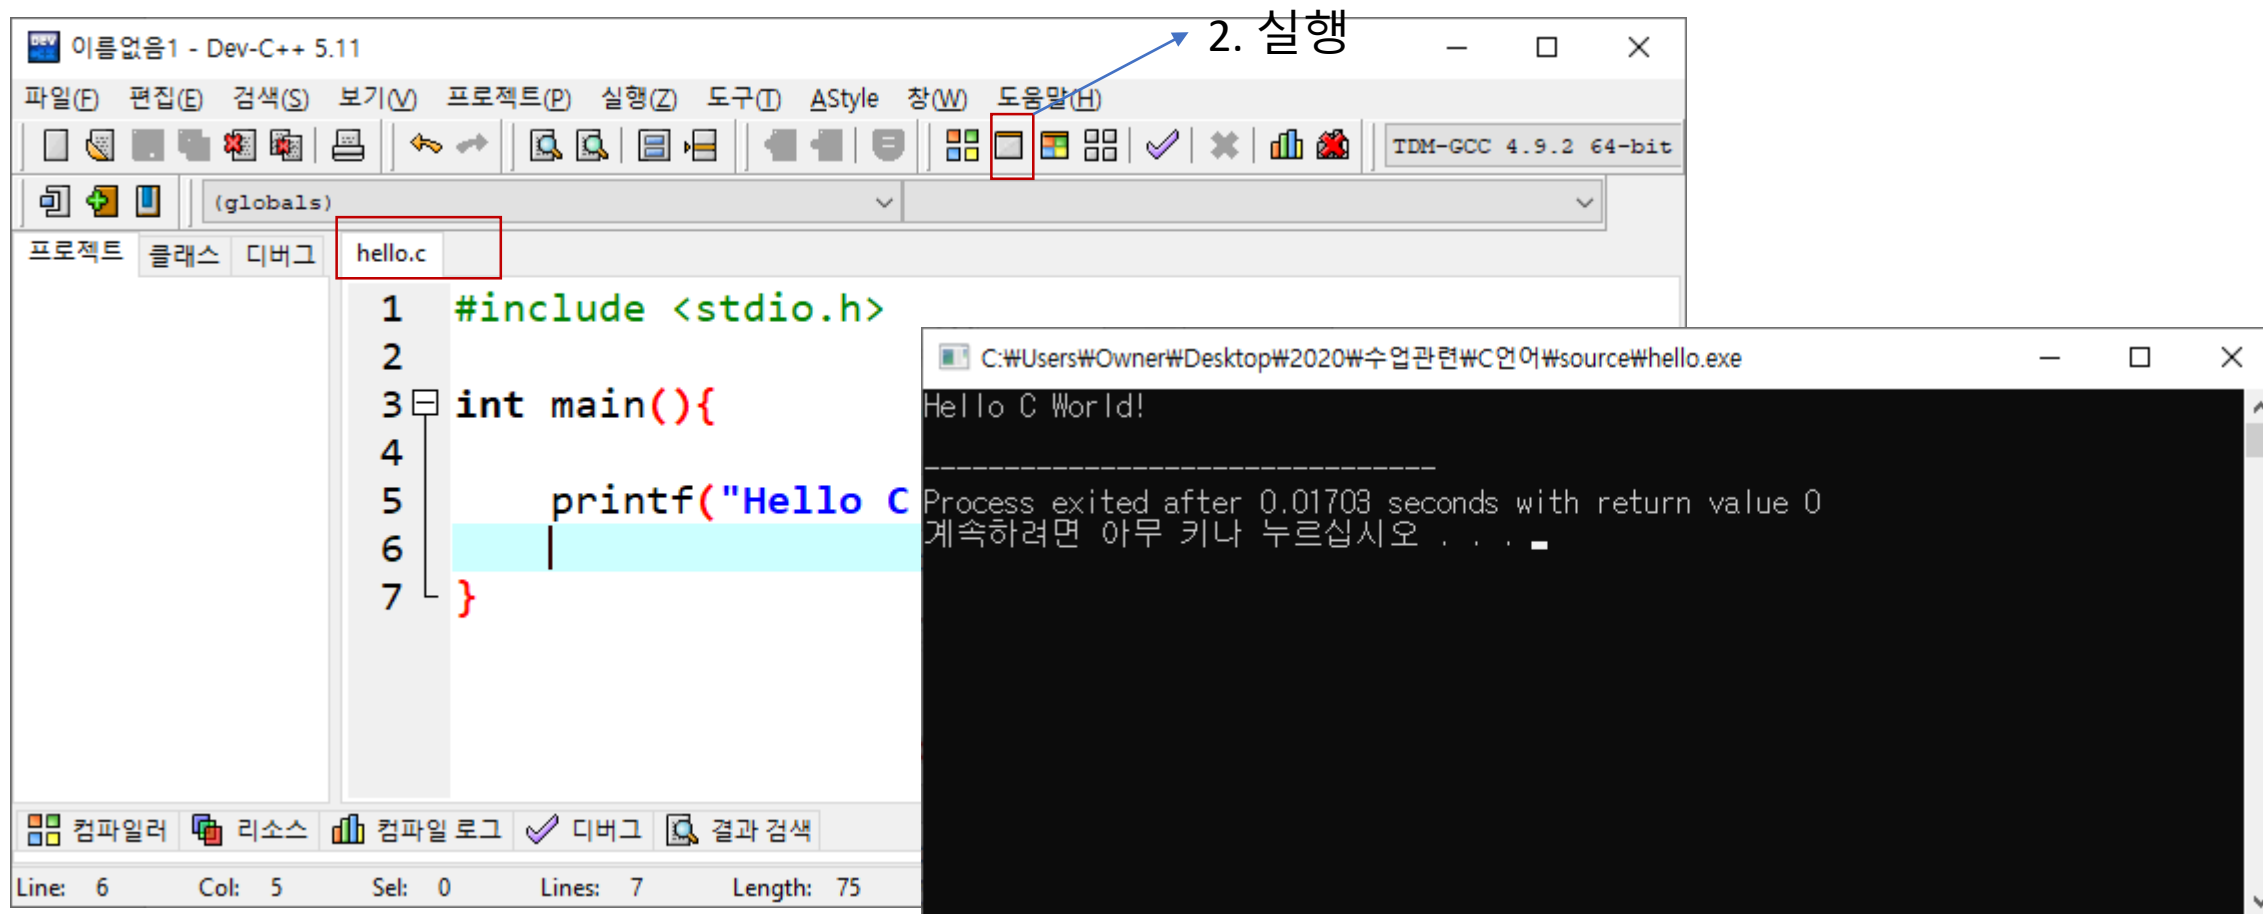 2. 실행
이름없음1 - Dev-C++ 5.11
파일(F) 편집(E) 검색(S) 보기(V) 프로젝트(P) 실행(Z) 도구(T) AStyle 창(W) 도움말(H)
TDM-GCC 4.9.2 64-bit
(globals)
프로젝트 클래스 디버그 hello.c
1 #include <stdio.h>
2
3 int main(){
4
5 printf("Hello C
6
7 }
C:₩Users₩Owner₩Desktop₩2020₩수업관련₩C언어₩source₩hello.exe
Hello C World!
--------------------------------
Process exited after 0.01703 seconds with return value 0
계속하려면 아무 키나 누르십시오 . . .
컴파일러 리소스 컴파일 로그 디버그 결과 검색
Line: 6 Col: 5 Sel: 0 Lines: 7 Length: 75